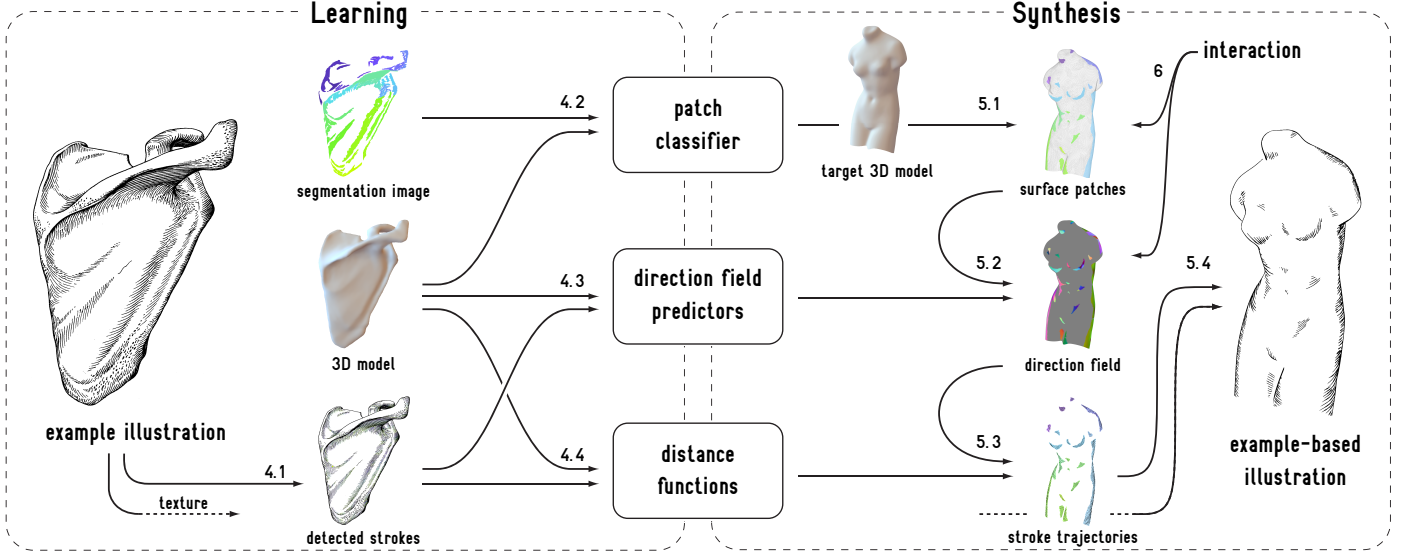 Learning
Synthesis
segmentation image
3D model
example illustration
4.1
texture
detected strokes
4.2
4.3
4.4
patch
classifier
direction field
predictors
distance
functions
target 3D model
5.1
surface patches
6
interaction
5.2
direction field
5.3
stroke trajectories
5.4
example-based
illustration